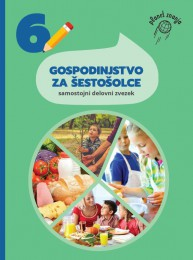 6
planet znanja
GOSPODINJSTVO
ZA ŠESTOŠOLCE
samostojni delovni zvezek